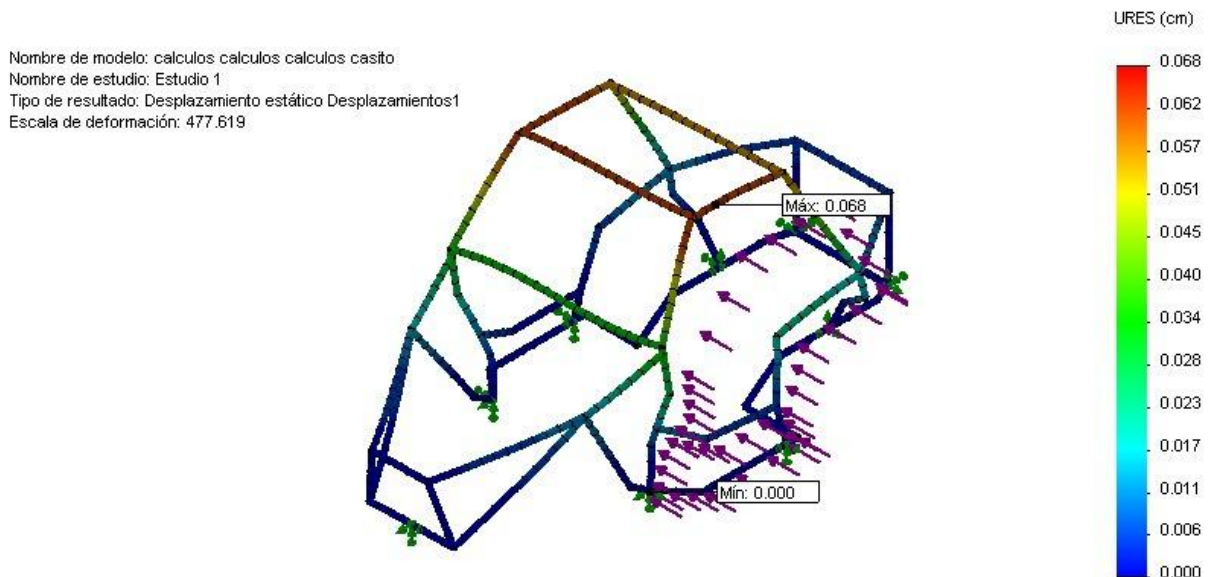 URES (cm)
Nombre de modelo: calculos calculos calculos casito
Nombre de estudio: Estudio 1
Tipo de resultado: Desplazamiento estático Desplazamientos1
Escala de deformación: 477.619
0.068
0.062
0.057
0.051
0.045
0.040
0.034
0.028
0.023
0.017
0.011
0.006
0.000
Máx: 0.068
Mín: 0.000